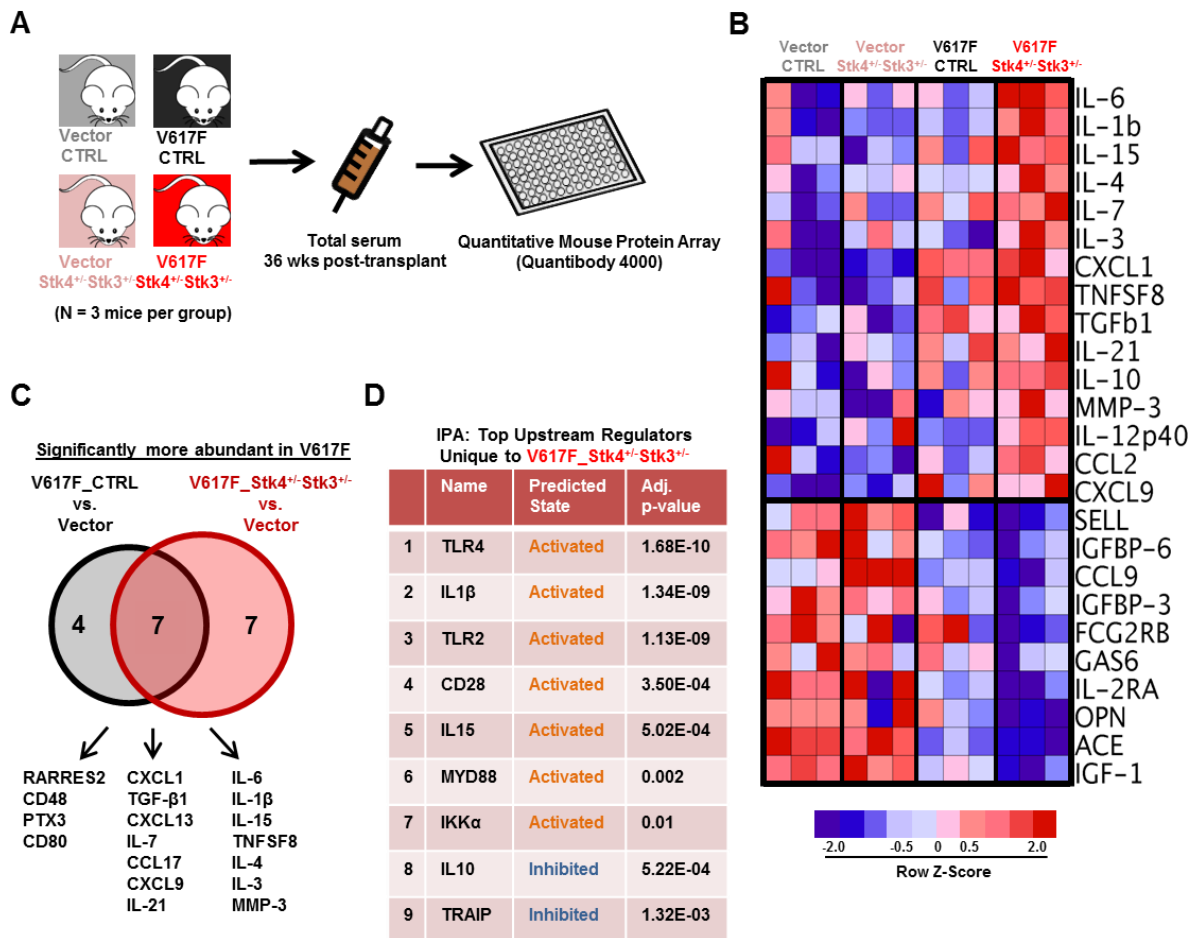 A
Vector
CTRL
V617F
CTRL
Vector
Stk4+/-Stk3+/-
V617F
Stk4+/-Stk3+/-
(N = 3 mice per group)
Total serum
36 wks post-transplant
Quantitative Mouse Protein Array
(Quantibody 4000)
B
Vector
CTRL
Vector
Stk4+/-Stk3+/-
V617F
CTRL
V617F
Stk4+/-Stk3+/-
IL-6
IL-1b
IL-15
IL-4
IL-7
IL-3
CXCL1
TNFSF8
TGFb1
IL-21
IL-10
MMP-3
IL-12p40
CCL2
CXCL9
SELL
IGFBP-6
CCL9
IGFBP-3
FCG2RB
GAS6
IL-2RA
OPN
ACE
IGF-1
-2.0 -0.5 0 0.5 2.0
Row Z-Score
C
Significantly more abundant in V617F
V617F_CTRL
vs.
Vector
V617F_Stk4+/-Stk3+/-
vs.
Vector
4 7 7
RARRES2
CD48
PTX3
CD80
CXCL1
TGF-β1
CXCL13
IL-7
CCL17
CXCL9
IL-21
IL-6
IL-1β
IL-15
TNFSF8
IL-4
IL-3
MMP-3
D
IPA: Top Upstream Regulators
Unique to V617F_Stk4+/-Stk3+/-
Name Predicted State Adj. p-value
1 TLR4 Activated 1.68E-10
2 IL1β Activated 1.34E-09
3 TLR2 Activated 1.13E-09
4 CD28 Activated 3.50E-04
5 IL15 Activated 5.02E-04
6 MYD88 Activated 0.002
7 IKKα Activated 0.01
8 IL10 Inhibited 5.22E-04
9 TRAIP Inhibited 1.32E-03